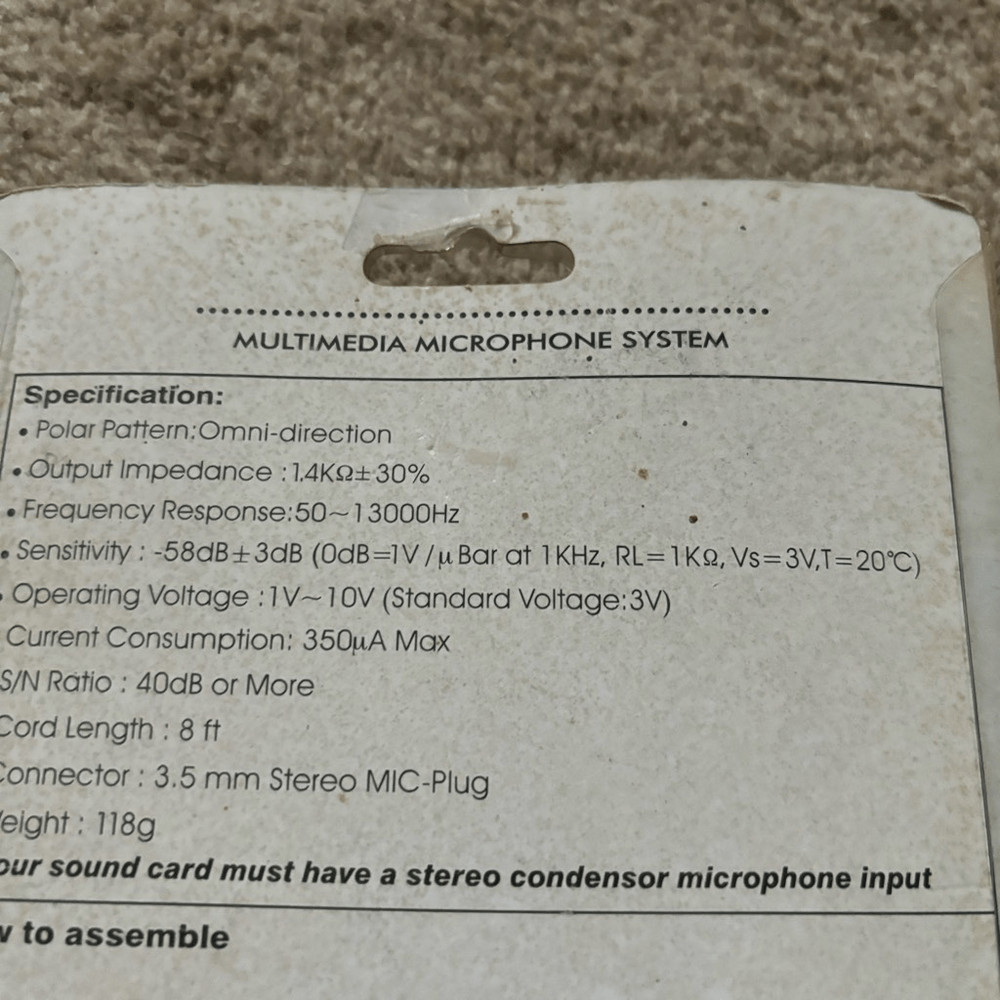 MULTIMEDIA MICROPHONE SYSTEM
Specification:
• Polar Pattern:Omni-direction
• Output Impedance :1.4KΩ±30%
• Frequency Response:50~13000Hz
• Sensitivity : -58dB±3dB (0dB=1V/μBar at 1KHz, RL=1KΩ, Vs=3V,T=20℃)
• Operating Voltage :1V~10V (Standard Voltage:3V)
Current Consumption: 350μA Max
S/N Ratio : 40dB or More
Cord Length : 8 ft
Connector : 3.5 mm Stereo MIC-Plug
eight : 118g
our sound card must have a stereo condensor microphone input
w to assemble